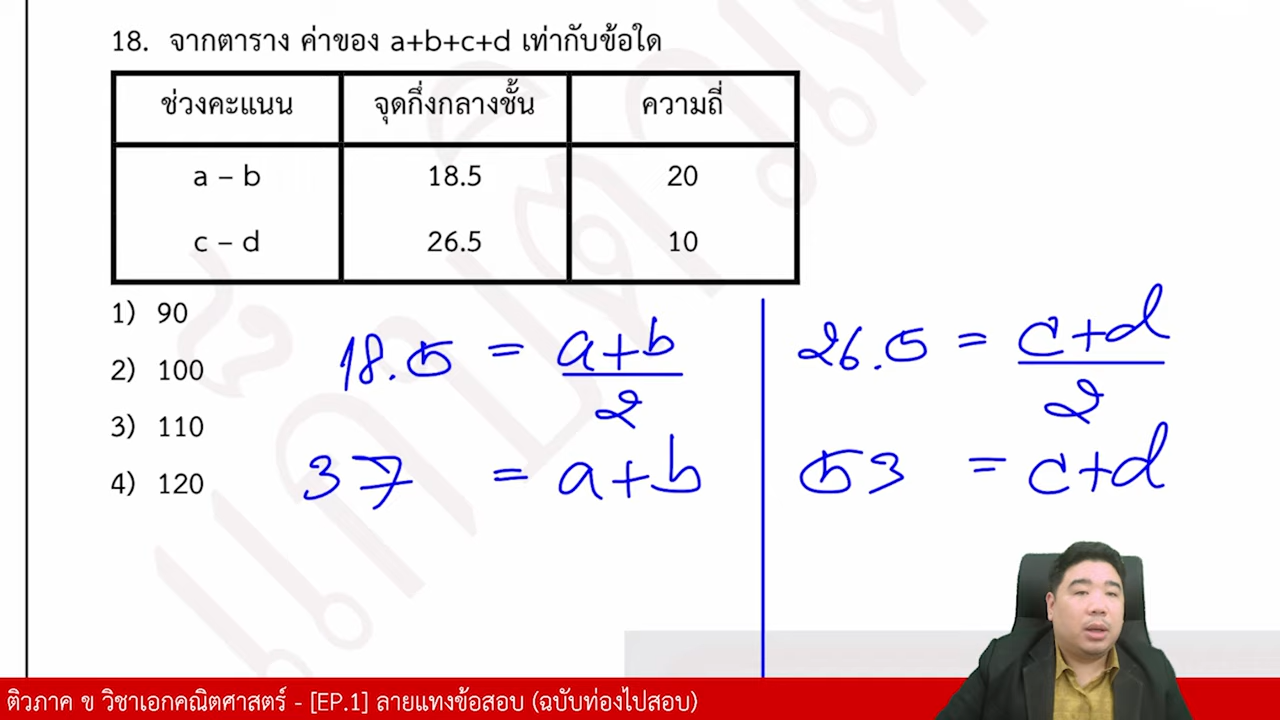 18. จากตาราง ค่าของ a+b+c+d เท่ากับข้อใด
ช่วงคะแนน จุดกึ่งกลางชั้น ความถี่
a – b 18.5 20
c – d 26.5 10
1) 90
2) 100
3) 110
4) 120
18.5 = a+b
2
37 = a+b
26.5 = c+d
2
53 = c+d
ติวภาค ข วิชาเอกคณิตศาสตร์ - [EP.1] ลายแทงข้อสอบ (ฉบับท่องไปสอบ)